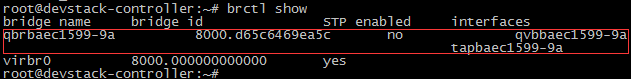 root@devstack-controller:~# brctl show
bridge name     bridge id               STP enabled     interfaces
qbrbaec1599-9a          8000.d65c6469ea5c       no              qvbbaec1599-9a
                                                        tapbaec1599-9a
virbr0          8000.000000000000       yes
root@devstack-controller:~#